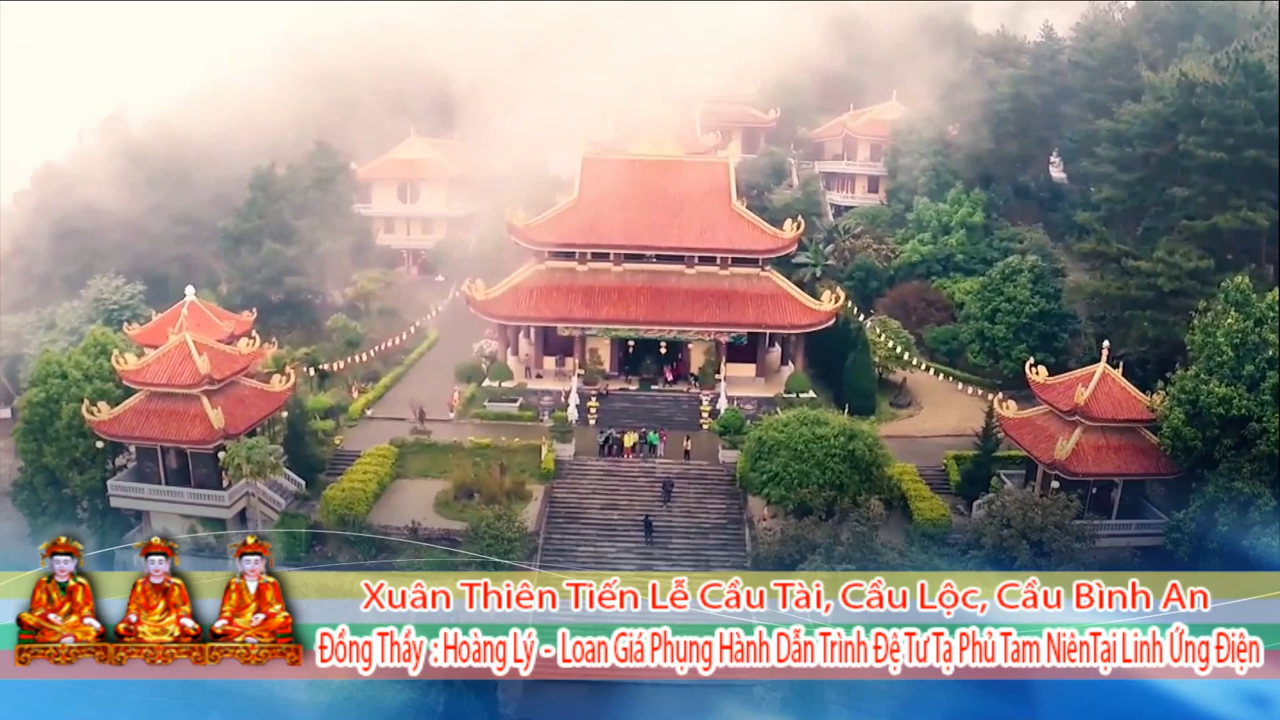 Xuân Thiên Tiến Lễ Cầu Tài, Cầu Lộc, Cầu Bình An
Đồng Thầy : Hoàng Lý - Loan Giá Phụng Hành Dẫn Trình Đệ Tư Tạ Phủ Tam NiênTại Linh Ứng Điện